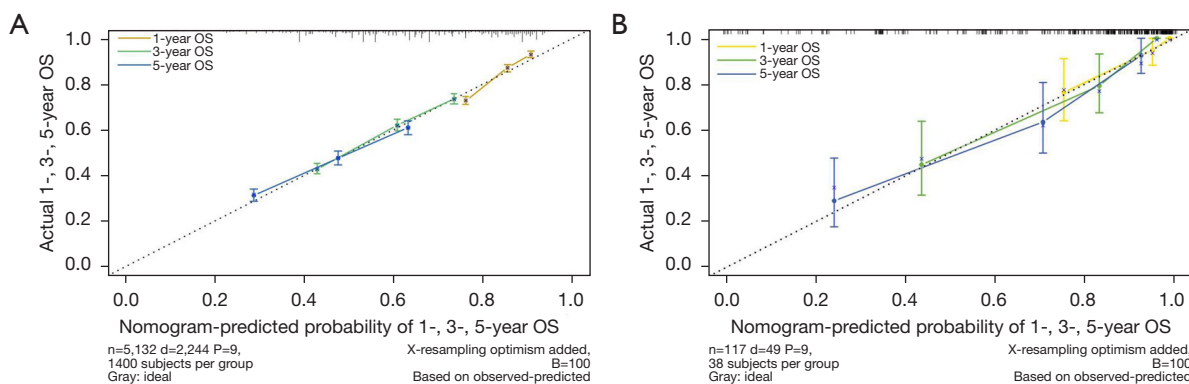 A
Actual 1-, 3-, 5-year OS
1.0
0.8
0.6
0.4
0.2
0.0
1-year OS
3-year OS
5-year OS
0.0 0.2 0.4 0.6 0.8 1.0
Nomogram-predicted probability of 1-, 3-, 5-year OS
n=5,132 d=2,244 P=9,
1400 subjects per group
Gray: ideal
X-resampling optimism added,
B=100
Based on observed-predicted
B
Actual 1-, 3-, 5-year OS
1.0
0.8
0.6
0.4
0.2
0.0
1-year OS
3-year OS
5-year OS
0.0 0.2 0.4 0.6 0.8 1.0
Nomogram-predicted probability of 1-, 3-, 5-year OS
n=117 d=49 P=9,
38 subjects per group
Gray: ideal
X-resampling optimism added,
B=100
Based on observed-predicted